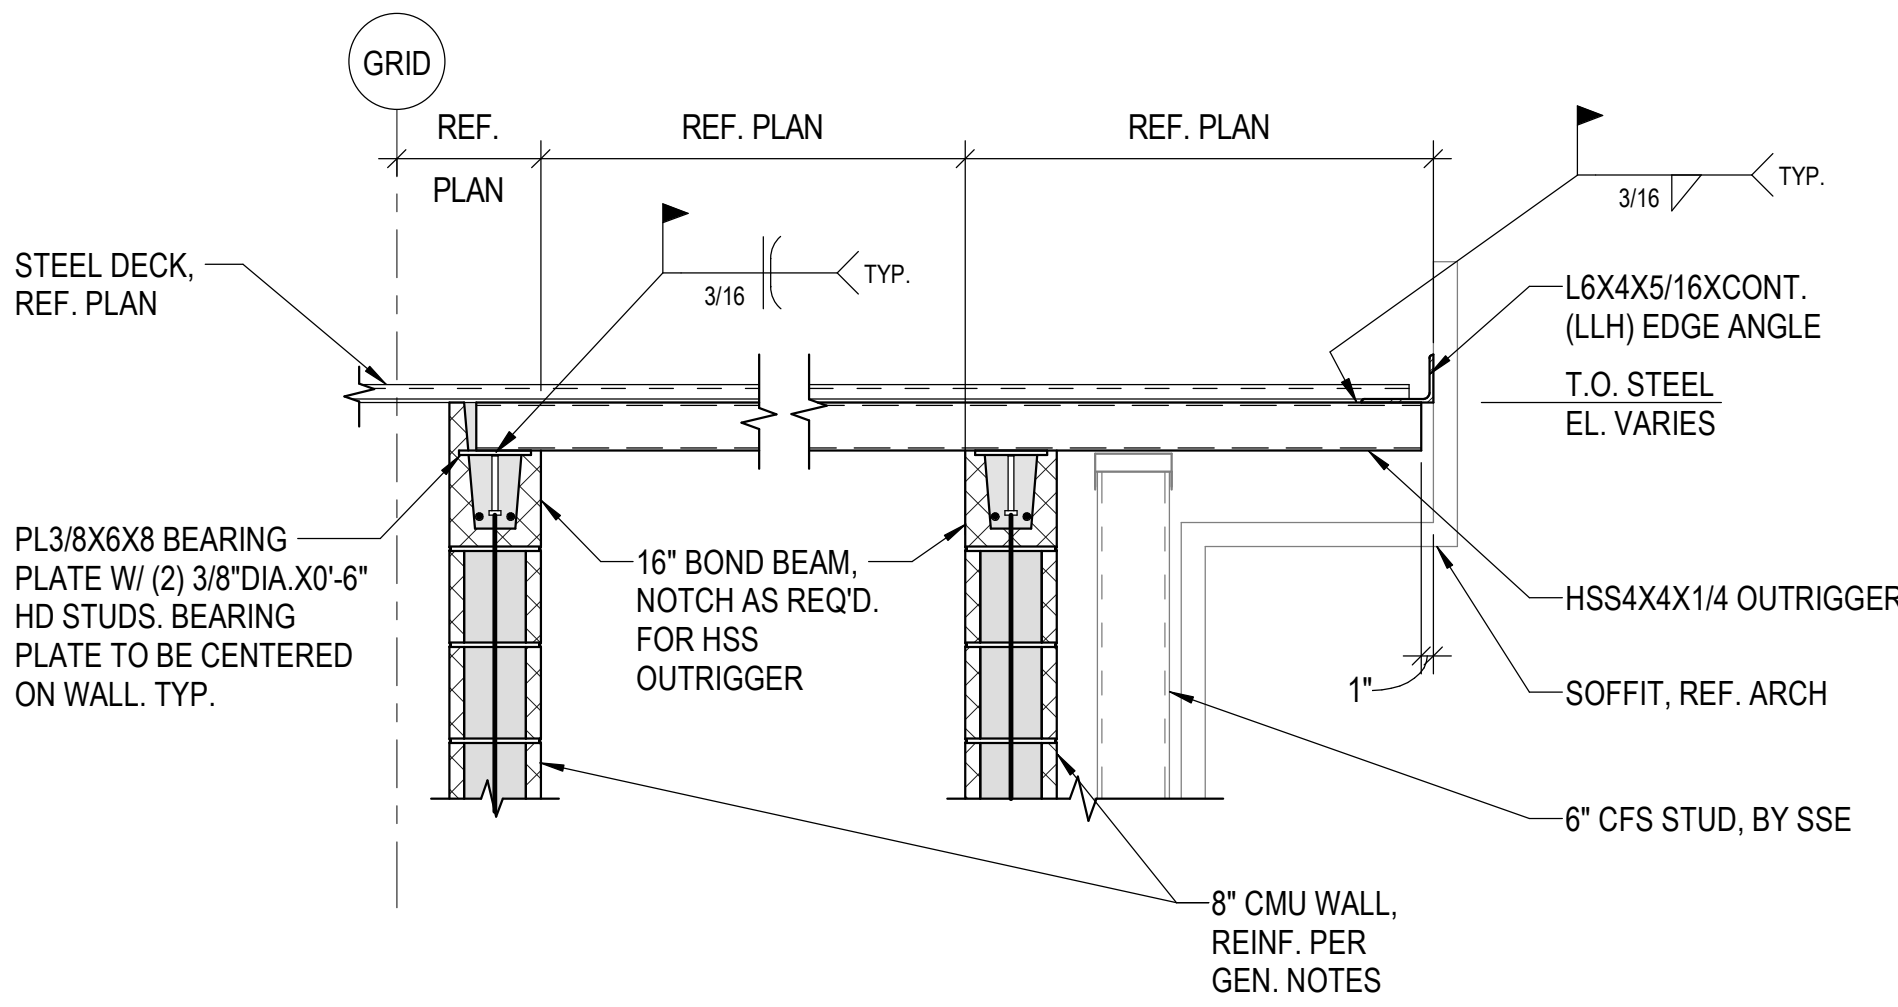 GRID
REF.
PLAN
REF. PLAN
REF. PLAN
3/16
TYP.
3/16
TYP.
STEEL DECK,
REF. PLAN
L6X4X5/16XCONT.
(LLH) EDGE ANGLE
T.O. STEEL
EL. VARIES
PL3/8X6X8 BEARING
PLATE W/ (2) 3/8"DIA.X0'-6"
HD STUDS. BEARING
PLATE TO BE CENTERED
ON WALL. TYP.
16" BOND BEAM,
NOTCH AS REQ'D.
FOR HSS
OUTRIGGER
HSS4X4X1/4 OUTRIGGER
1"
SOFFIT, REF. ARCH
6" CFS STUD, BY SSE
8" CMU WALL,
REINF. PER
GEN. NOTES